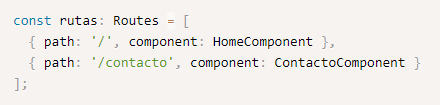 const rutas: Routes = [
  { path: '/', component: HomeComponent },
  { path: '/contacto', component: ContactoComponent }
];